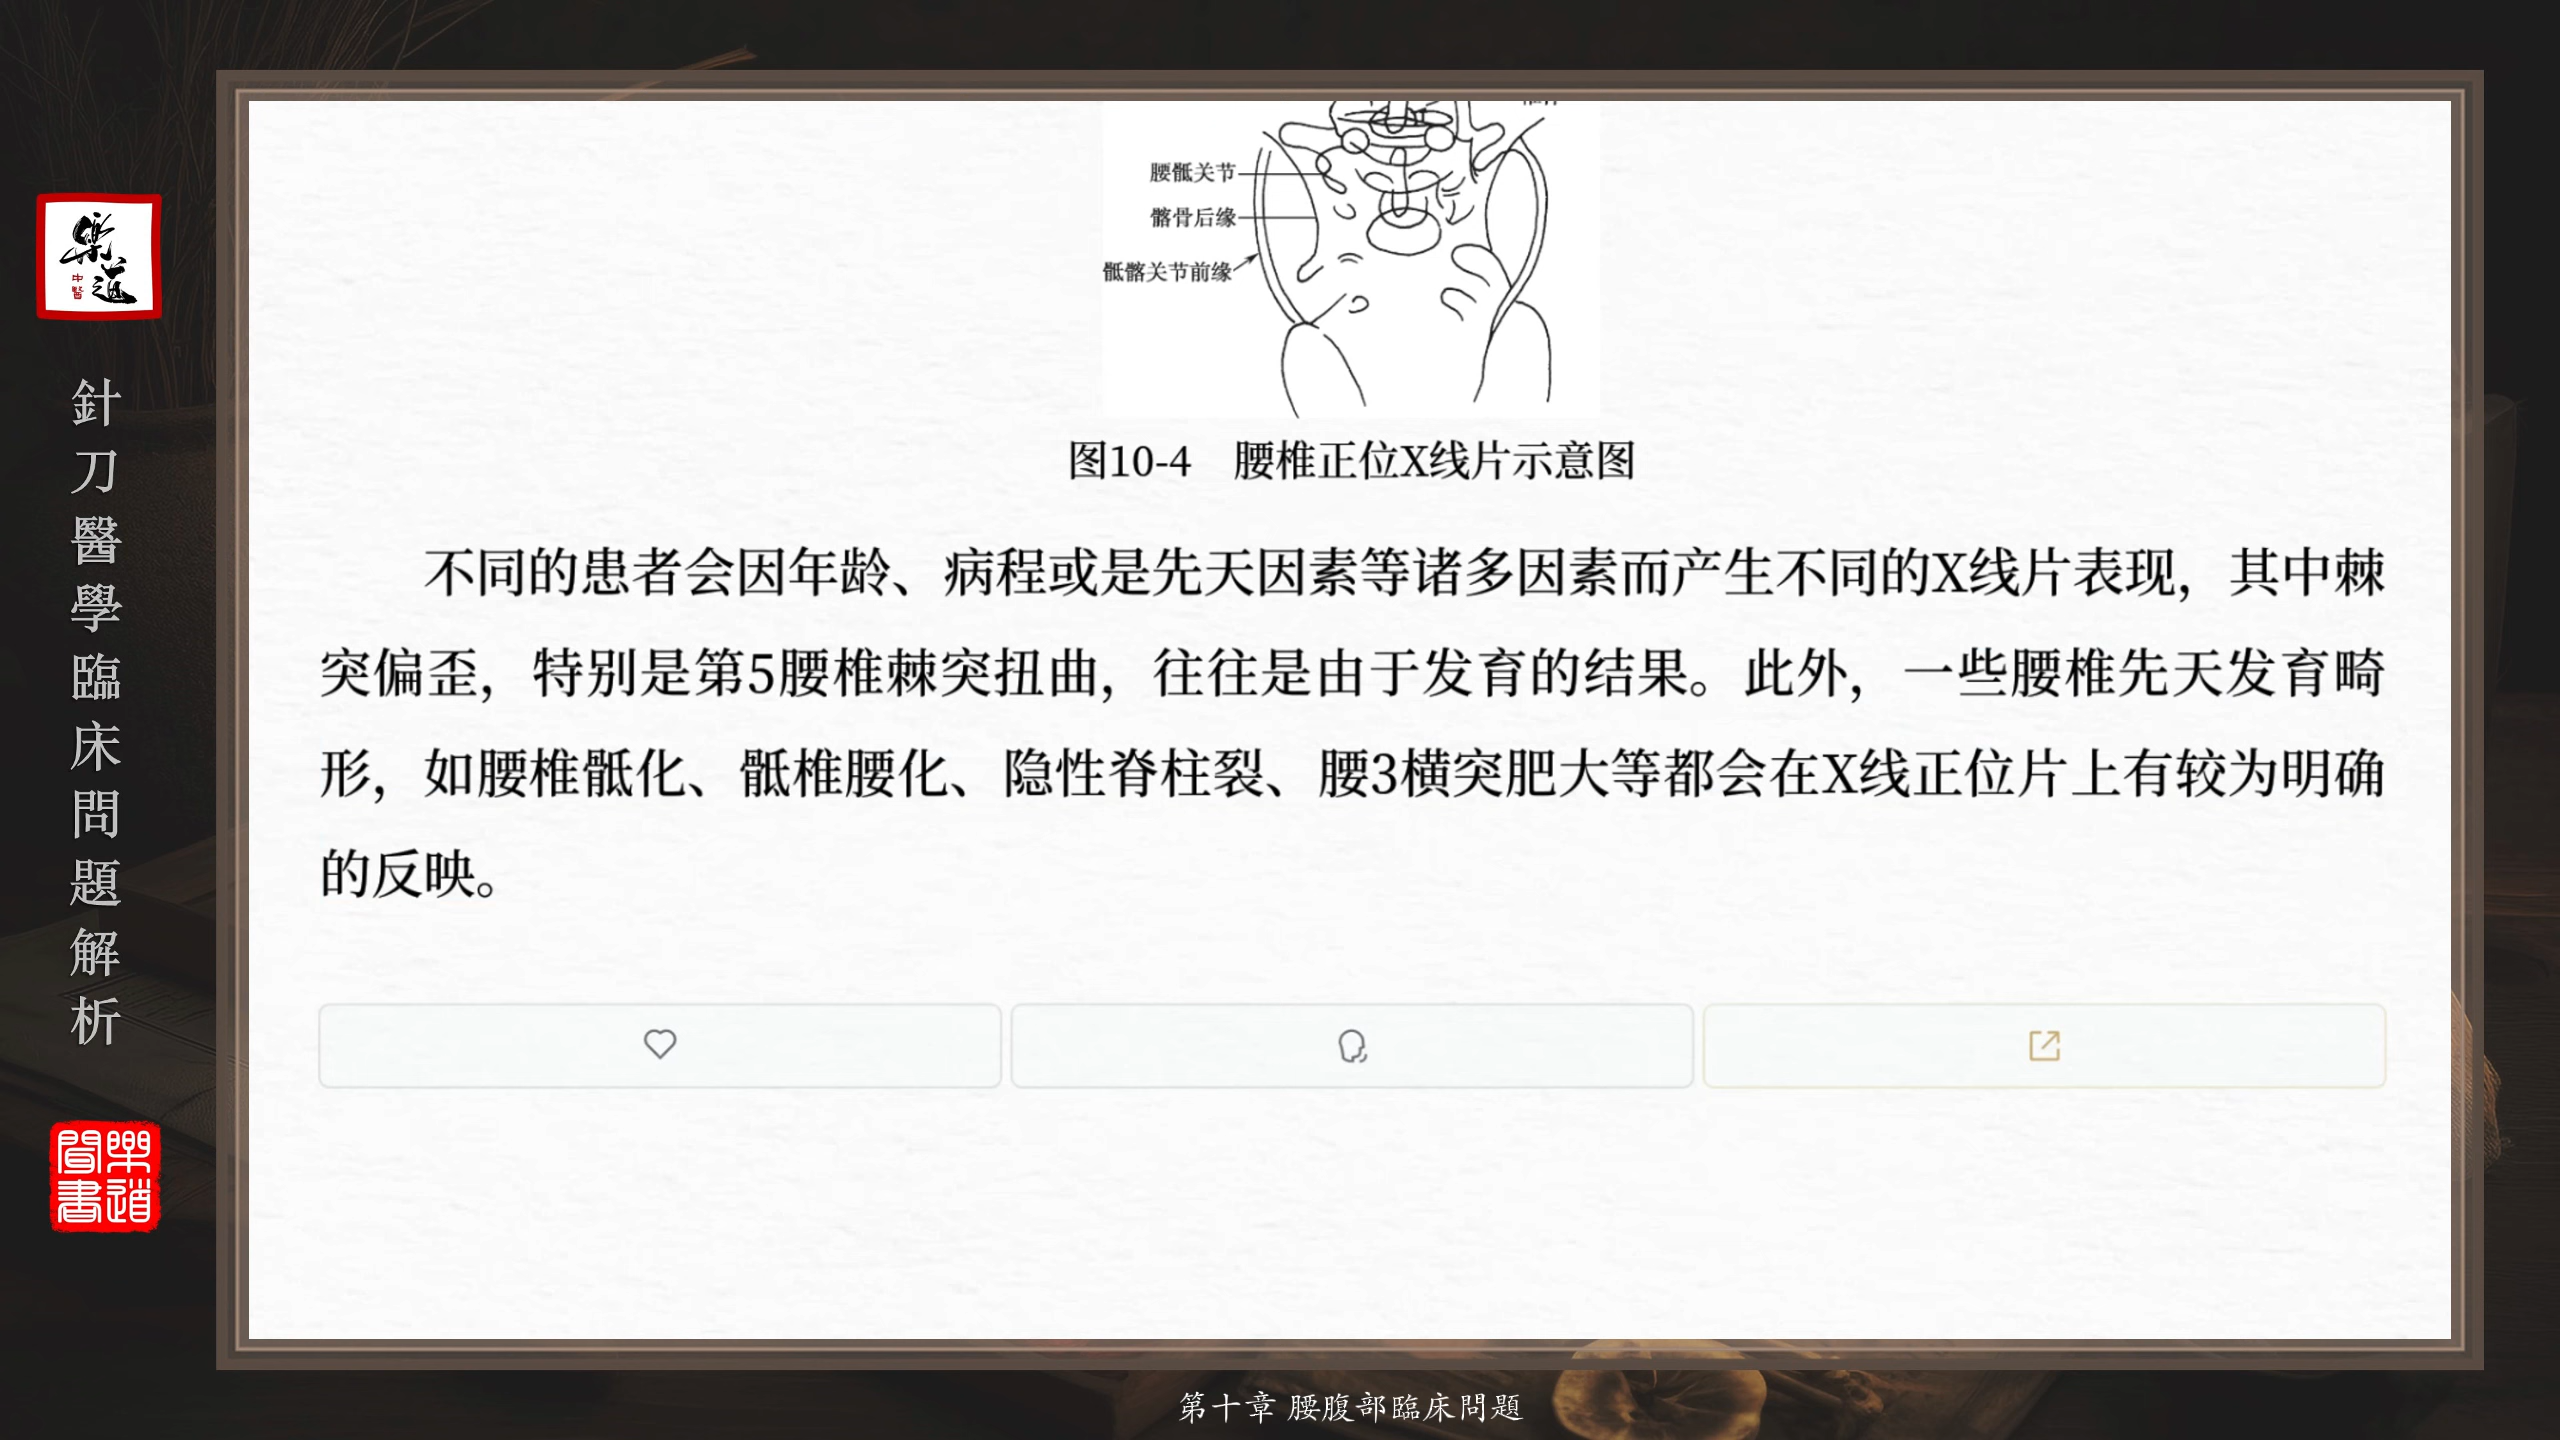 樂道
中醫
針刀醫學臨床問題解析
樂道閒書
腰骶关节
髂骨后缘
骶髂关节前缘
图10-4 腰椎正位X线片示意图
不同的患者会因年龄、病程或是先天因素等诸多因素而产生不同的X线片表现，其中棘
突偏歪，特别是第5腰椎棘突扭曲，往往是由于发育的结果。此外，一些腰椎先天发育畸
形，如腰椎骶化、骶椎腰化、隐性脊柱裂、腰3横突肥大等都会在X线正位片上有较为明确
的反映。
第十章 腰腹部臨床問題